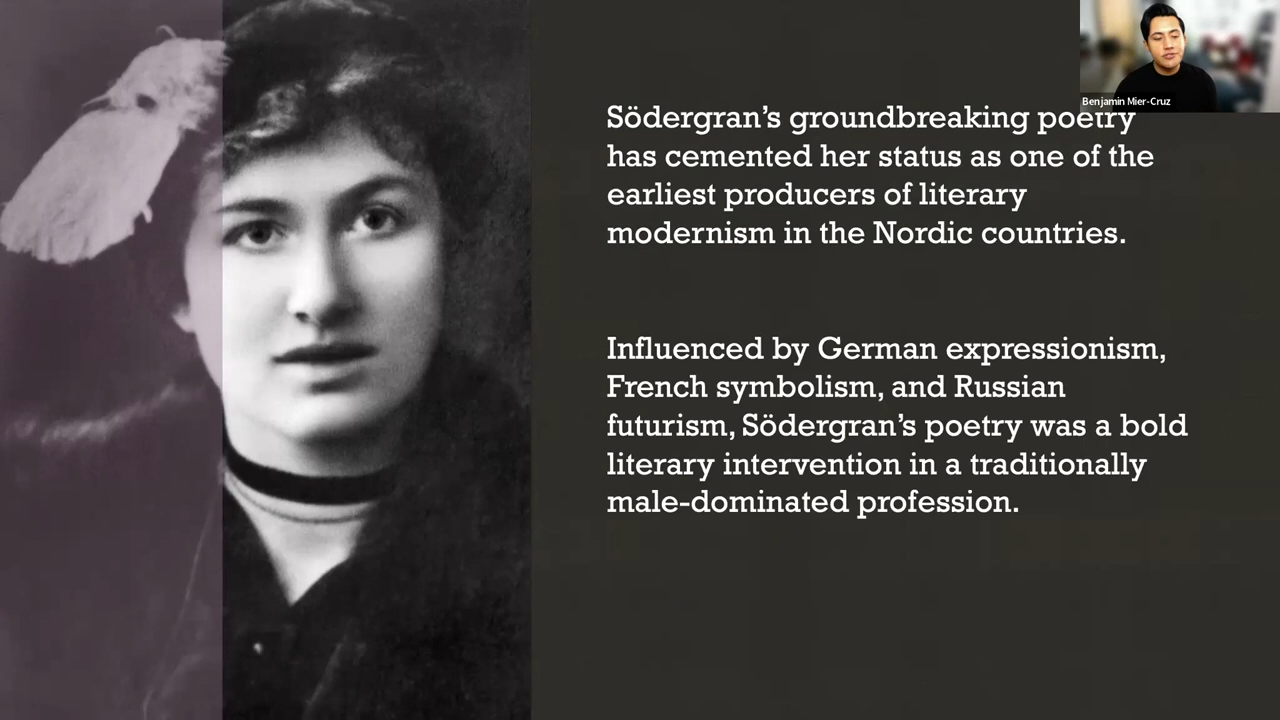 Benjamin Mier-Cruz
Södergran’s groundbreaking poetry
has cemented her status as one of the
earliest producers of literary
modernism in the Nordic countries.
Influenced by German expressionism,
French symbolism, and Russian
futurism, Södergran’s poetry was a bold
literary intervention in a traditionally
male-dominated profession.